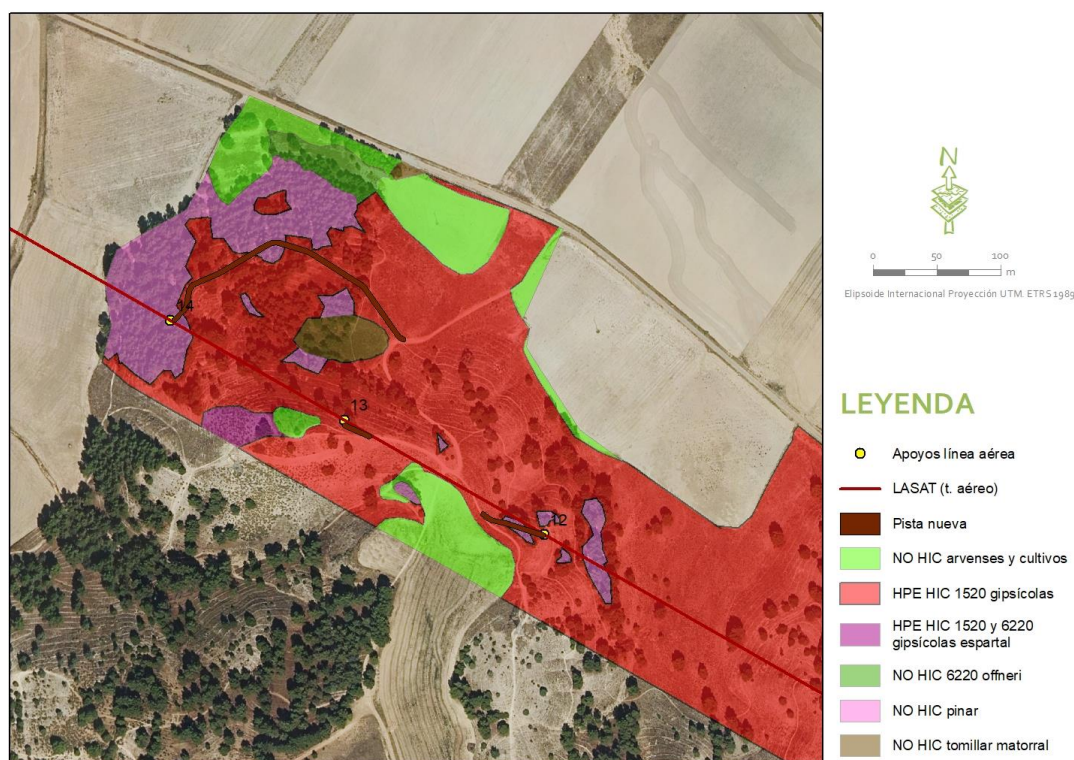 14
13
12
N
0 50 100
m
Elipsoide Internacional Proyección UTM. ETRS 1989
LEYENDA
Apoyos línea aérea
LASAT (t. aéreo)
Pista nueva
NO HIC arvenses y cultivos
HPE HIC 1520 gipsícolas
HPE HIC 1520 y 6220
gipsícolas espartal
NO HIC 6220 offneri
NO HIC pinar
NO HIC tomillar matorral